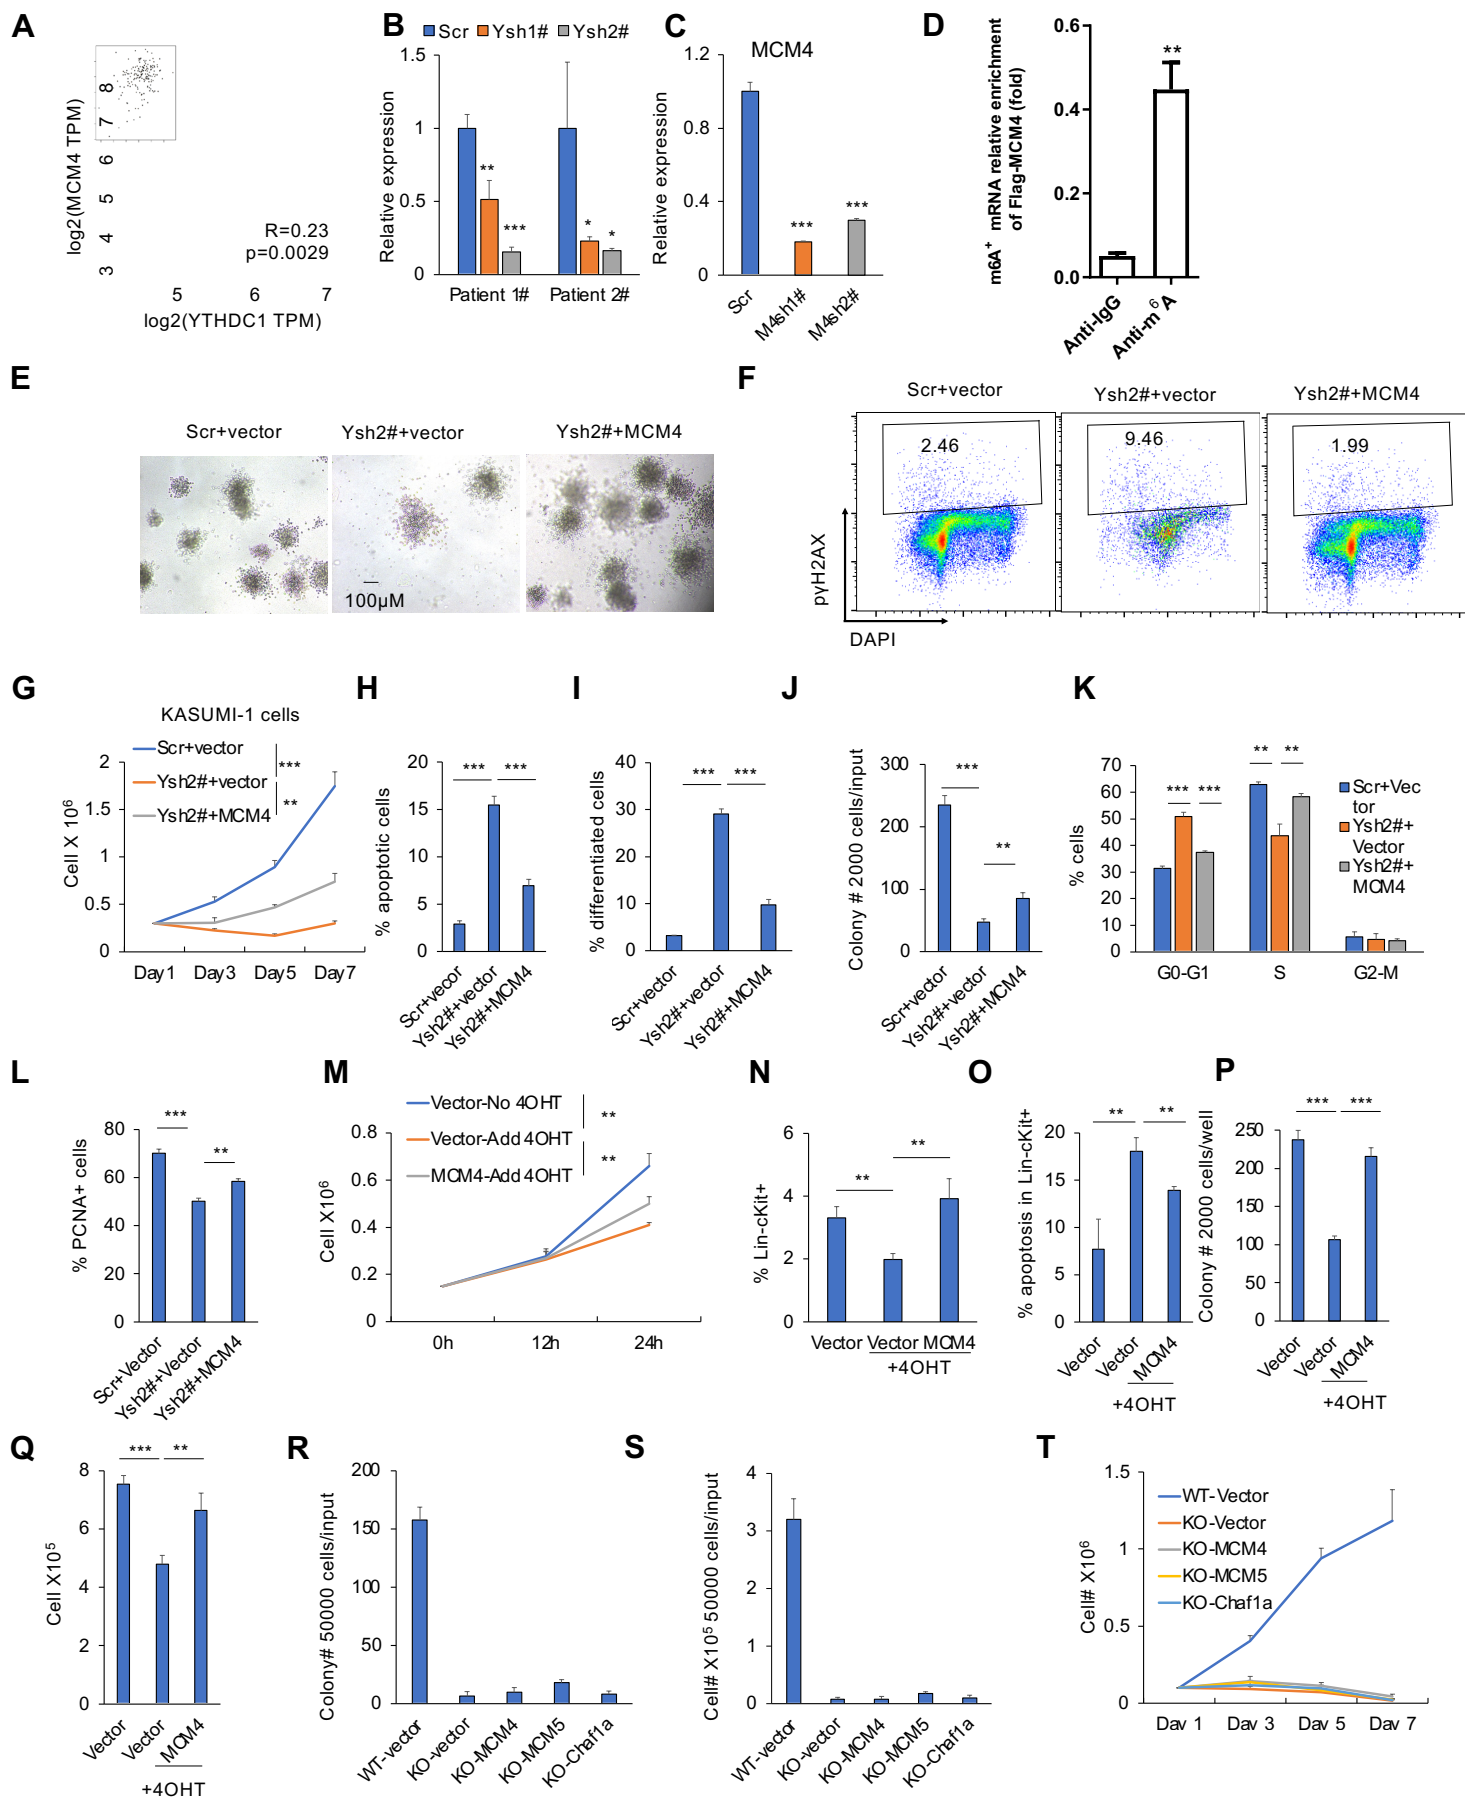 A
log2(MCM4 TPM)
8
7
6
5
4
3
R=0.23
p=0.0029
5 6 7
log2(YTHDC1 TPM)
B
Scr Ysh1# Ysh2#
Relative expression
1.5
1
0.5
0
** *** * *
Patient 1# Patient 2#
C
MCM4
Relative expression
1.2
0.8
0.4
0
*** ***
Scr M4sh1# M4sh2#
D
m6A+ mRNA relative enrichment
of Flag-MCM4 (fold)
0.6
0.4
0.2
0.0
**
Anti-IgG Anti-m6A
E
Scr+vector Ysh2#+vector Ysh2#+MCM4
100μM
F
Scr+vector Ysh2#+vector Ysh2#+MCM4
2.46 9.46 1.99
pyH2AX
DAPI
G
KASUMI-1 cells
Scr+vector
Ysh2#+vector
Ysh2#+MCM4
***
**
Cell X 10^6
2
1.5
1
0.5
0
Day1 Day3 Day5 Day7
H
% apoptotic cells
20
15
10
5
0
*** ***
Scr+vecor Ysh2#+vector Ysh2#+MCM4
I
% differentiated cells
40
30
20
10
0
*** ***
Scr+vector Ysh2#+vector Ysh2#+MCM4
J
Colony # 2000 cells/input
300
200
100
0
***
**
Scr+vector Ysh2#+vector Ysh2#+MCM4
K
% cells
70
60
50
40
30
20
10
0
*** *** ** **
G0-G1 S G2-M
Scr+Vec
tor
Ysh2#+
Vector
Ysh2#+
MCM4
L
% PCNA+ cells
80
60
40
20
0
***
**
Scr+Vector Ysh2#+Vector Ysh2#+MCM4
M
Vector-No 4OHT
Vector-Add 4OHT
MCM4-Add 4OHT
**
**
Cell X10^6
0.8
0.6
0.4
0.2
0
0h 12h 24h
N
% Lin-cKit+
6
4
2
0
** **
Vector Vector MCM4
+4OHT
O
% apoptosis in Lin-cKit+
20
15
10
5
0
** **
Vector Vector MCM4
+4OHT
P
Colony # 2000 cells/well
250
200
150
100
50
0
*** ***
Vector Vector MCM4
+4OHT
Q
Cell X10^5
8
6
4
2
0
*** **
Vector Vector MCM4
+4OHT
R
Colony# 50000 cells/input
200
150
100
50
0
WT-vector KO-vector KO-MCM4 KO-MCM5 KO-Chaf1a
S
Cell# X10^5 50000 cells/input
4
3
2
1
0
WT-vector KO-vector KO-MCM4 KO-MCM5 KO-Chaf1a
T
Cell# X10^6
1.5
1
0.5
0
WT-Vector
KO-Vector
KO-MCM4
KO-MCM5
KO-Chaf1a
Day 1 Day 3 Day 5 Day 7